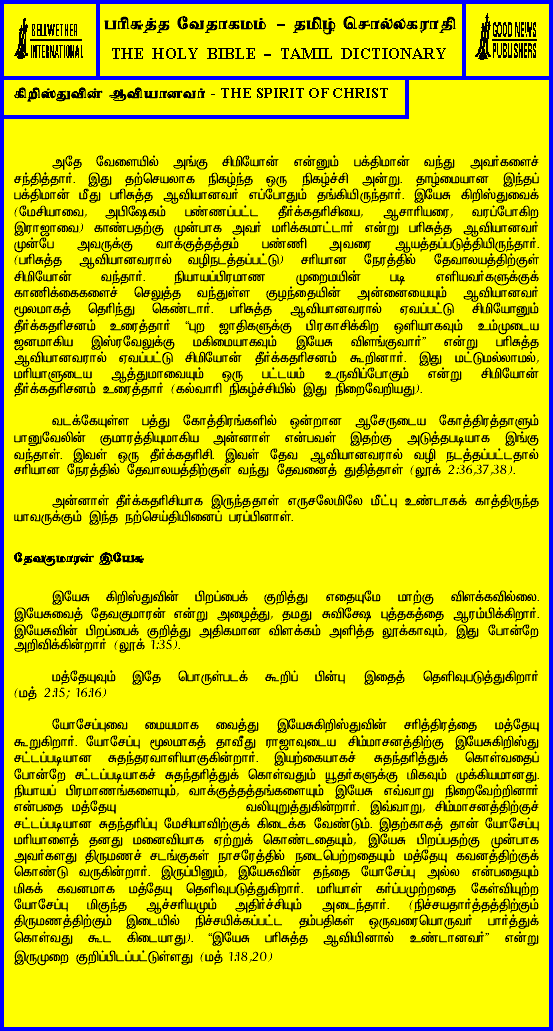 BELLWETHER
INTERNATIONAL
பரிசுத்த வேதாகமம் – தமிழ் சொல்லகராதி
THE HOLY BIBLE – TAMIL DICTIONARY
GOOD NEWS
PUBLISHERS
கிறிஸ்துவின் ஆவியானவர் - THE SPIRIT OF CHRIST
அதே வேளையில் அங்கு சிமியோன் என்னும் பக்திமான் வந்து அவர்களைச்
சந்தித்தார். இது தற்செயலாக நிகழ்ந்த ஒரு நிகழ்ச்சி அன்று. தாழ்மையான இந்தப்
பக்திமான் மீது பரிசுத்த ஆவியானவர் எப்போதும் தங்கியிருந்தார். இயேசு கிறிஸ்துவைக்
(மேசியாவை, அபிஷேகம் பண்ணப்பட்ட தீர்க்கதரிசியை, ஆசாரியரை, வரப்போகிற
இராஜாவை) காண்பதற்கு முன்பாக அவர் மரிக்கமாட்டார் என்று பரிசுத்த ஆவியானவர்
முன்பே அவருக்கு வாக்குத்தத்தம் பண்ணி அவரை ஆயத்தப்படுத்தியிருந்தார்.
(பரிசுத்த ஆவியானவரால் வழிநடத்தப்பட்டு) சரியான நேரத்தில் தேவாலயத்திற்குள்
சிமியோன் வந்தார். நியாயப்பிரமாண முறைமையின் படி எளியவர்களுக்குக்
காணிக்கைகளைச் செலுத்த வந்துள்ள குழந்தையின் அன்னையையும் ஆவியானவர்
மூலமாகத் தெரிந்து கெண்டார். பரிசுத்த ஆவியானவரால் ஏவப்பட்டு சிமியோனும்
தீர்க்கதரிசனம் உரைத்தார் “புற ஜாதிகளுக்கு பிரகாசிக்கிற ஒளியாகவும் உம்முடைய
ஜனமாகிய இஸ்ரவேலுக்கு மகிமையாகவும் இயேசு விளங்குவார்” என்று பரிசுத்த
ஆவியானவரால் ஏவப்பட்டு சிமியோன் தீர்க்கதரிசனம் கூறினார். இது மட்டுமல்லாமல்,
மரியாளுடைய ஆத்துமாவையும் ஒரு பட்டயம் உருவிப்போகும் என்று சிமியோன்
தீர்க்கதரிசனம் உரைத்தார் (கல்வாரி நிகழ்ச்சியில் இது நிறைவேறியது).
வடக்கேயுள்ள பத்து கோத்திரங்களில் ஒன்றான ஆசேருடைய கோத்திரத்தாளும்
பானுவேலின் குமாரத்தியுமாகிய அன்னாள் என்பவள் இதற்கு அடுத்தபடியாக இங்கு
வந்தாள். இவள் ஒரு தீர்க்கதரிசி. இவள் தேவ ஆவியானவரால் வழி நடத்தப்பட்டதால்
சரியான நேரத்தில் தேவாலயத்திற்குள் வந்து தேவனைத் துதித்தாள் (லூக் 2:36,37,38).
அன்னாள் தீர்க்கதரிசியாக இருந்ததாள் எருசலேமிலே மீட்பு உண்டாகக் காத்திருந்த
யாவருக்கும் இந்த நற்செய்தியினைப் பரப்பினாள்.
தேவகுமாரன் இயேசு
இயேசு கிறிஸ்துவின் பிறப்பைக் குறித்து எதையுமே மாற்கு விளக்கவில்லை.
இயேசுவைத் தேவகுமாரன் என்று அழைத்து, தமது சுவிசேஷ புத்தகத்தை ஆரம்பிக்கிறார்.
இயேசுவின் பிறப்பைக் குறித்து அதிகமான விளக்கம் அளித்த லூக்காவும், இது போன்றே
அறிவிக்கின்றார் (லூக் 1:35).
மத்தேயுவும் இதே பொருள்படக் கூறிப் பின்பு இதைத் தெளிவுபடுத்துகிறார்
(மத் 2:15; 16:16)
யோசேப்புவை மையமாக வைத்து இயேசுகிறிஸ்துவின் சரித்திரத்தை மத்தேயு
கூறுகிறார். யோசேப்பு மூலமாகத் தாவீது ராஜாவுடைய சிம்மாசனத்திற்கு இயேசுகிறிஸ்து
சட்டப்படியான சுதந்தரவாளியாகுகின்றார். இயற்கையாகச் சுதந்தரித்துக் கொள்வதைப்
போன்றே சட்டப்படியாகச் சுதந்தரித்துக் கொள்வதும் யூதர்களுக்கு மிகவும் முக்கியமானது.
நியாயப் பிரமாணங்களையும், வாக்குத்தத்தங்களையும் இயேசு எவ்வாறு நிறைவேற்றினார்
என்பதை மத்தேயு வலியுறுத்துகின்றார். இவ்வாறு, சிம்மாசனத்திற்குச்
சட்டப்படியான சுதந்தரிப்பு மேசியாவிற்குக் கிடைக்க வேண்டும். இதற்காகத் தான் யோசேப்பு
மரியாளைத் தனது மனைவியாக ஏற்றுக் கொண்டதையும், இயேசு பிறப்பதற்கு முன்பாக
அவர்களது திருமணச் சடங்குகள் நாசரேத்தில் நடைபெற்றதையும் மத்தேயு கவனத்திற்குக்
கொண்டு வருகின்றார். இருப்பினும், இயேசுவின் தந்தை யோசேப்பு அல்ல என்பதையும்
மிகக் கவனமாக மத்தேயு தெளிவுபடுத்துகிறார். மரியாள் கர்ப்பமுற்றதை கேள்வியுற்ற
யோசேப்பு மிகுந்த ஆச்சரியமும் அதிர்ச்சியும் அடைந்தார். (நிச்சயதார்த்தத்திற்கும்
திருமணத்திற்கும் இடையில் நிச்சயிக்கப்பட்ட தம்பதிகள் ஒருவரையொருவர் பார்த்துக்
கொள்வது கூட கிடையாது). “இயேசு பரிசுத்த ஆவியினால் உண்டானவர்” என்று
இருமுறை குறிப்பிடப்பட்டுள்ளது (மத் 1:18,20)